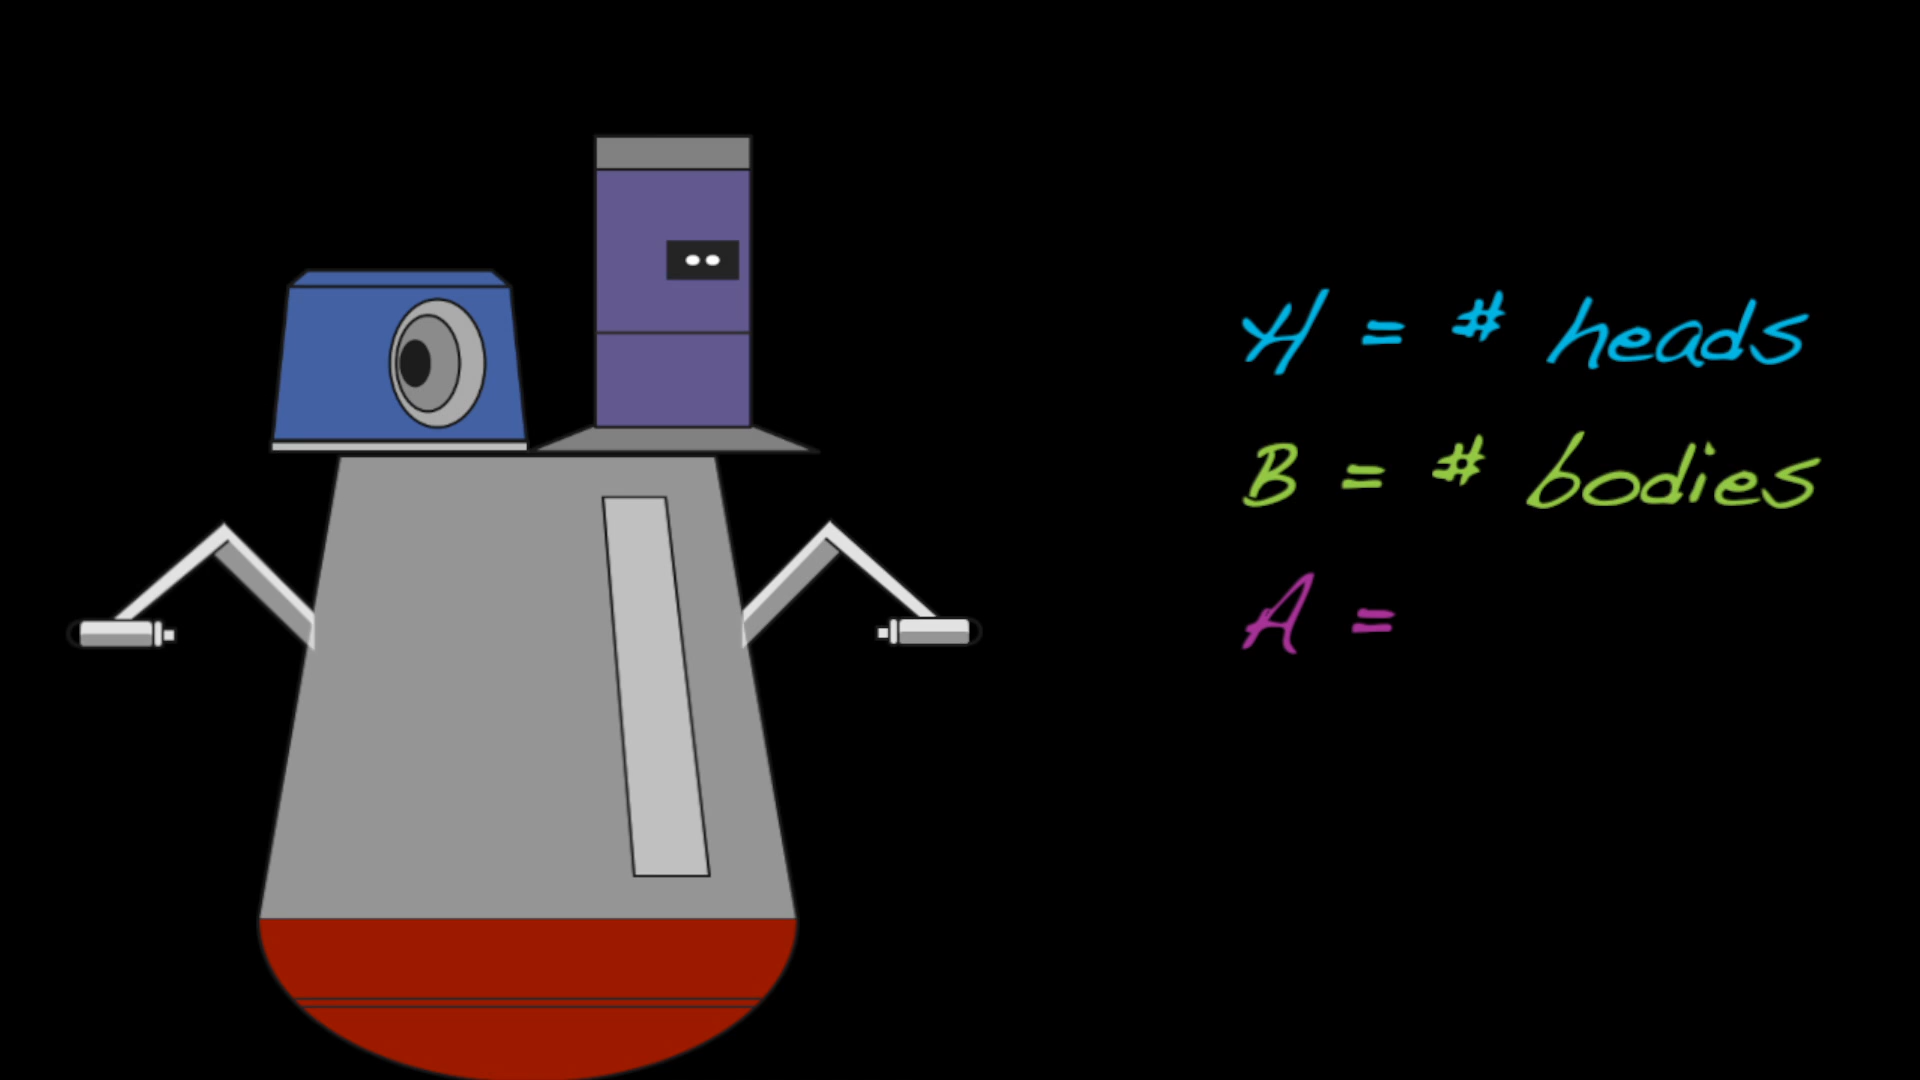 H = # heads
B = # bodies
A =